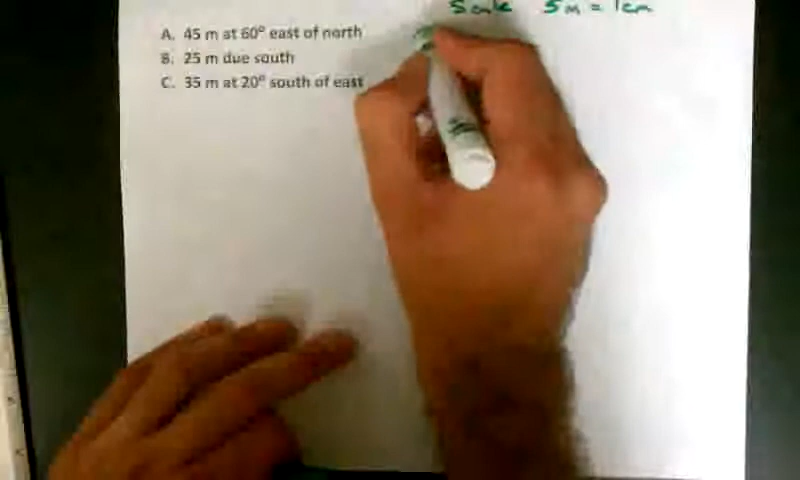 Scale 5m = 1cm
A. 45 m at 60° east of north
B. 25 m due south
C. 35 m at 20° south of east